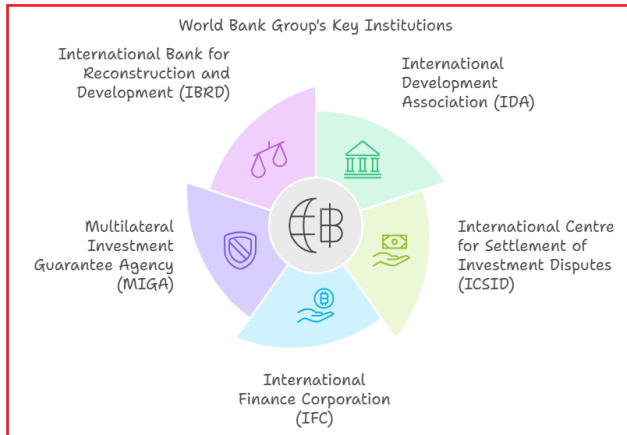 World Bank Group's Key Institutions
International Bank for
Reconstruction and
Development (IBRD)
International
Development
Association (IDA)
Multilateral
Investment
Guarantee Agency
(MIGA)
International Centre
for Settlement of
Investment Disputes
(ICSID)
International
Finance Corporation
(IFC)